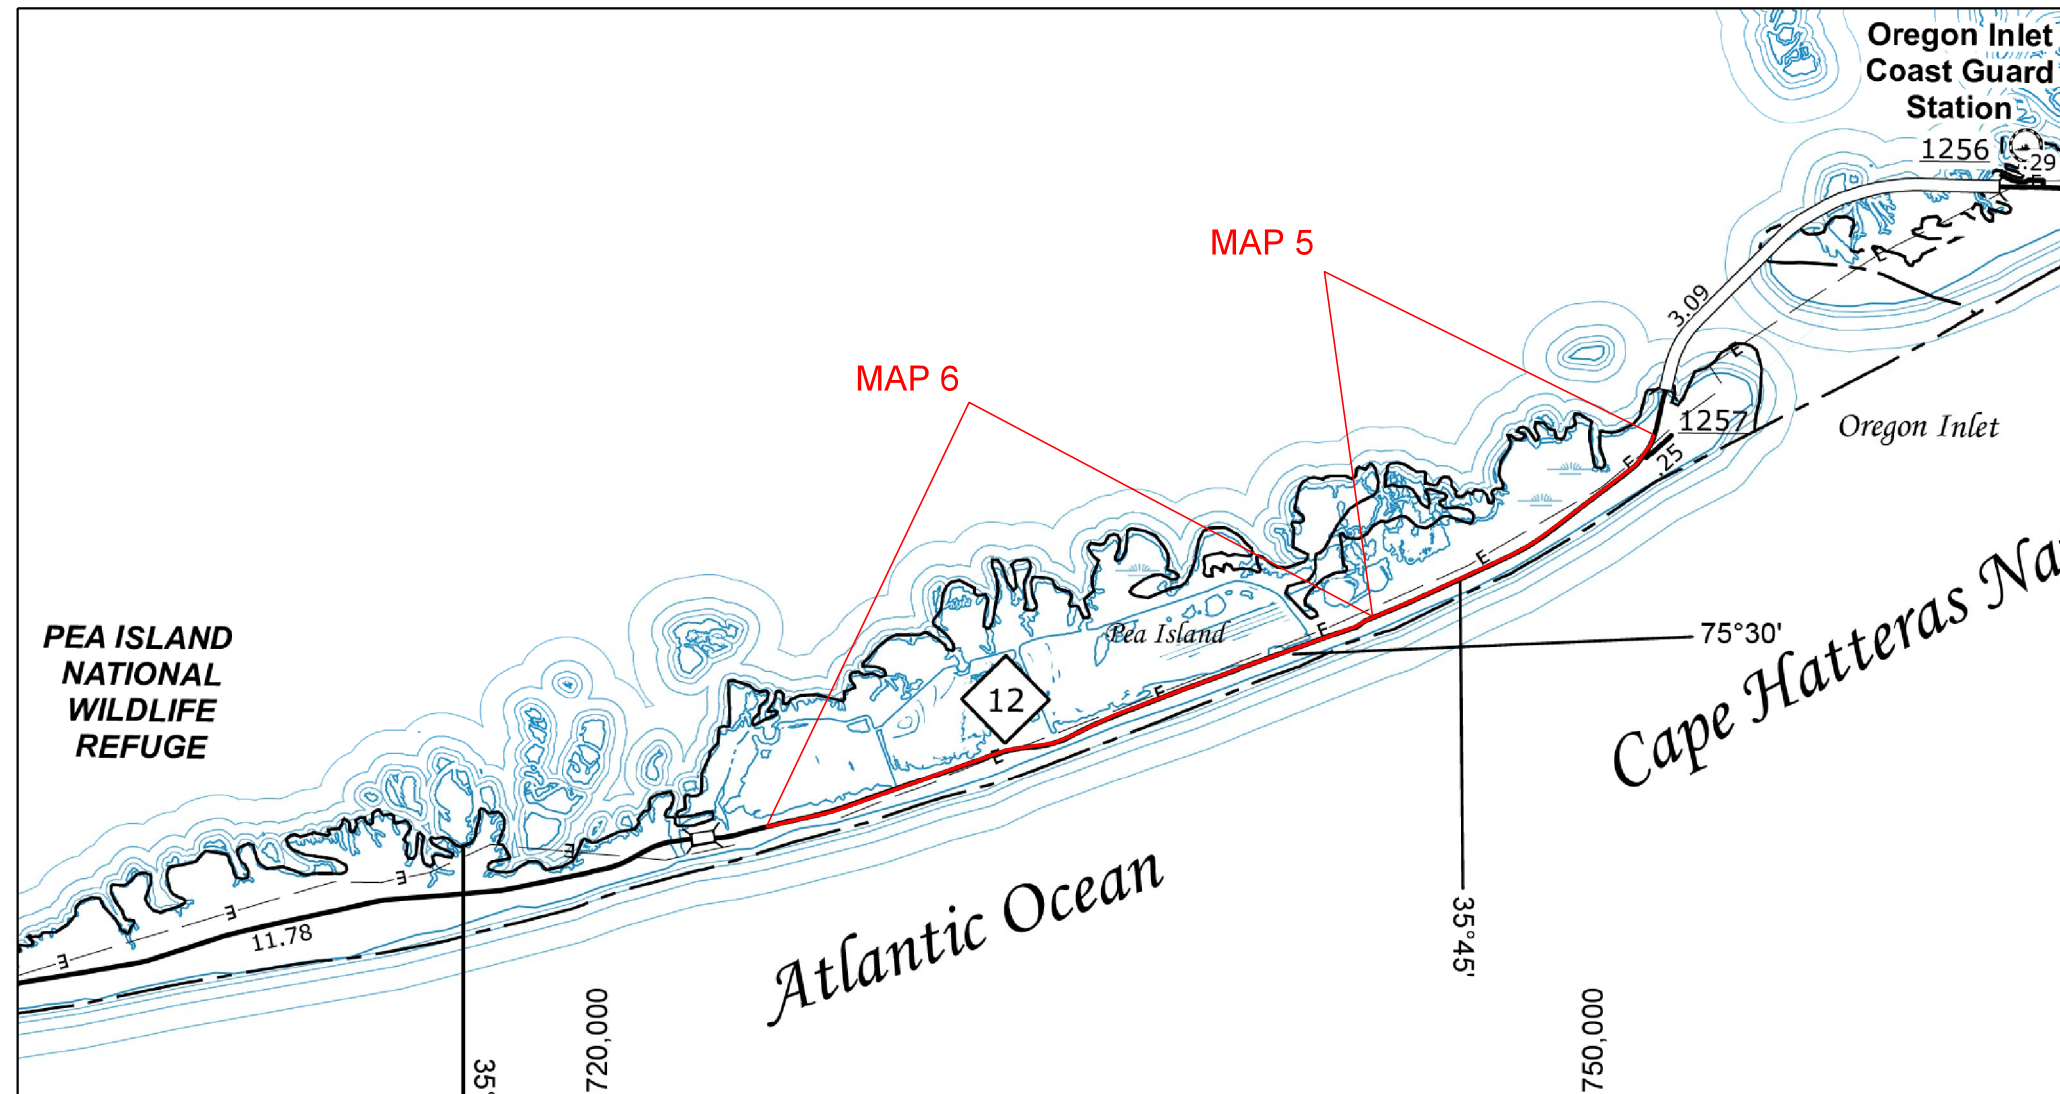 Oregon Inlet
Coast Guard
Station
1256
.29
MAP 5
3.09
MAP 6
1257
.25
Oregon Inlet
E
E
E
E
E
E
E
E
E
E
E
Pea Island
75°30'
PEA ISLAND
NATIONAL
WILDLIFE
REFUGE
12
Cape Hatteras Na
11.78
Atlantic Ocean
35°45'
35°
720,000
750,000